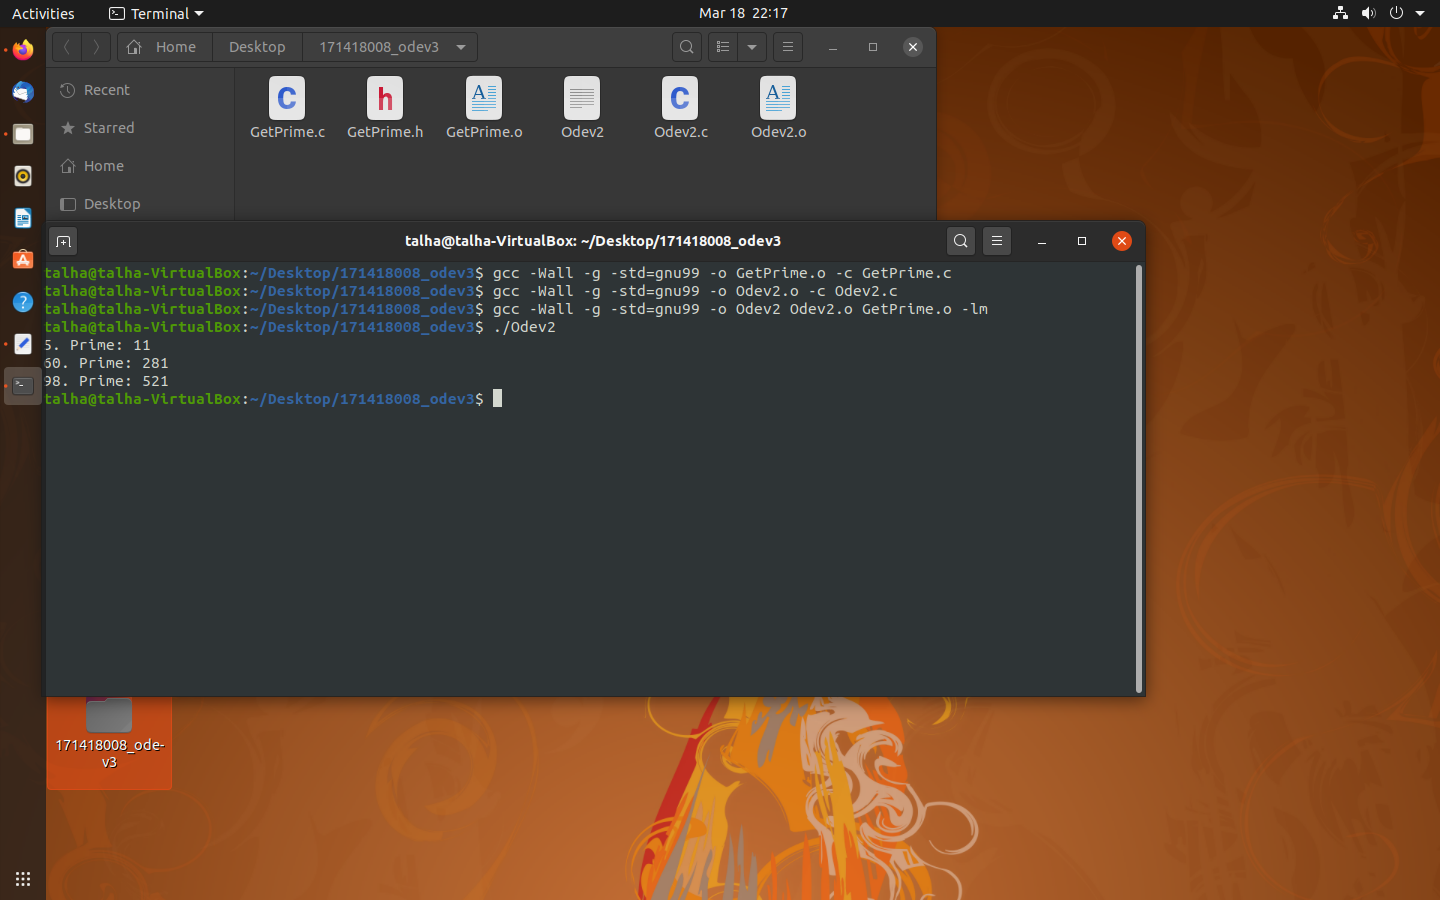 Activities
Terminal
Mar 18 22:17
Home
Desktop
171418008_odev3
Recent
Starred
Home
Desktop
C
h
A
C
A
GetPrime.c
GetPrime.h
GetPrime.o
Odev2
Odev2.c
Odev2.o
talha@talha-VirtualBox: ~/Desktop/171418008_odev3
talha@talha-VirtualBox:~/Desktop/171418008_odev3$ gcc -Wall -g -std=gnu99 -o GetPrime.o -c GetPrime.c
talha@talha-VirtualBox:~/Desktop/171418008_odev3$ gcc -Wall -g -std=gnu99 -o Odev2.o -c Odev2.c
talha@talha-VirtualBox:~/Desktop/171418008_odev3$ gcc -Wall -g -std=gnu99 -o Odev2 Odev2.o GetPrime.o -lm
talha@talha-VirtualBox:~/Desktop/171418008_odev3$ ./Odev2
5. Prime: 11
60. Prime: 281
98. Prime: 521
talha@talha-VirtualBox:~/Desktop/171418008_odev3$
171418008_ode-
v3